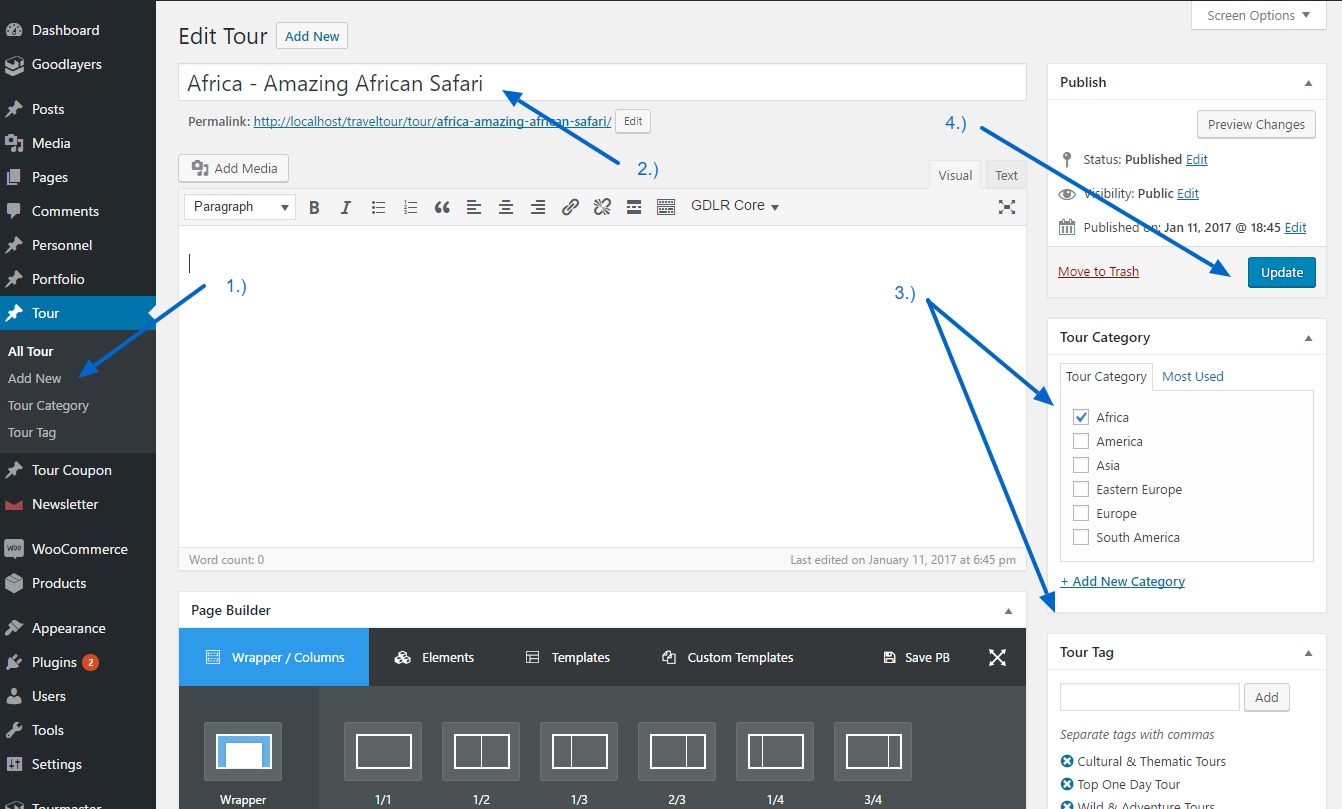 Screen Options
Dashboard
Goodlayers
Posts
Media
Pages
Comments
Personnel
Portfolio
Tour
All Tour
Add New
Tour Category
Tour Tag
Tour Coupon
Newsletter
WooCommerce
Products
Appearance
Plugins 2
Users
Tools
Settings
Tourmaster
Edit Tour Add New
Africa - Amazing African Safari
Permalink: http://localhost/traveltour/tour/africa-amazing-african-safari/ Edit
2.)
Add Media
Visual Text
Paragraph B I GDLR Core
1.)
Word count: 0 Last edited on January 11, 2017 at 6:45 pm
Page Builder
Wrapper / Columns Elements Templates Custom Templates Save PB
Wrapper 1/1 1/2 1/3 2/3 1/4 3/4
4.)
3.)
Publish
Preview Changes
Status: Published Edit
Visibility: Public Edit
Published on: Jan 11, 2017 @ 18:45 Edit
Move to Trash Update
Tour Category
Tour Category Most Used
Africa
America
Asia
Eastern Europe
Europe
South America
+ Add New Category
Tour Tag
Add
Separate tags with commas
Cultural & Thematic Tours
Top One Day Tour
Wild & Adventure Tours